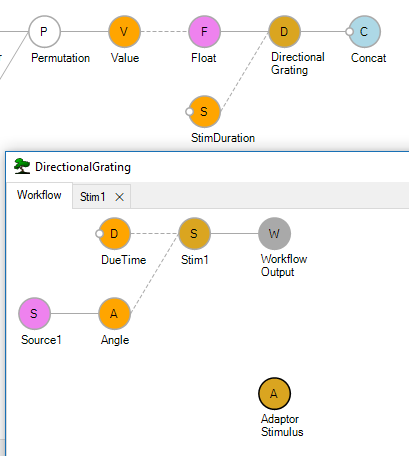 P
V
F
D
C
Permutation
Value
Float
Directional
Grating
Concat
S
StimDuration
DirectionalGrating
Workflow
Stim1
D
S
W
DueTime
Stim1
Workflow
Output
S
A
Source1
Angle
A
Adaptor
Stimulus